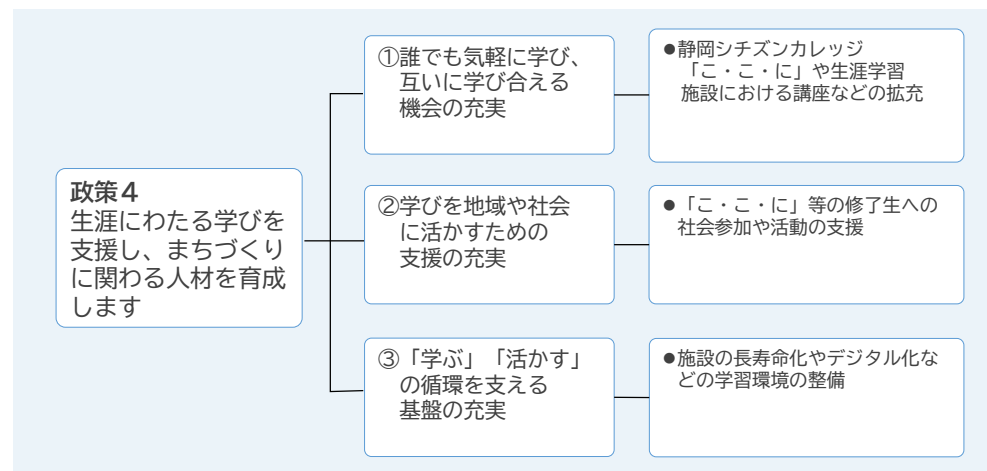 政策4
生涯にわたる学びを
支援し、まちづくり
に関わる人材を育成
します
①誰でも気軽に学び、
互いに学び合える
機会の充実
●静岡シチズンカレッジ
「こ・こ・に」や生涯学習
施設における講座などの拡充
②学びを地域や社会
に活かすための
支援の充実
●「こ・こ・に」等の修了生への
社会参加や活動の支援
③「学ぶ」「活かす」
の循環を支える
基盤の充実
●施設の長寿命化やデジタル化な
どの学習環境の整備